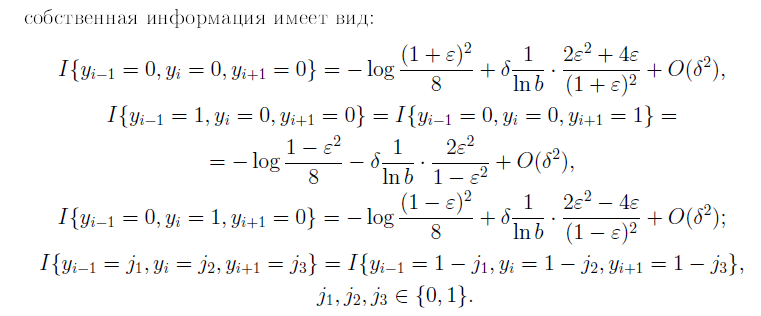 собственная информация имеет вид:
$$I\{y_{i-1} = 0, y_i = 0, y_{i+1} = 0\} = -\log \frac{(1+\varepsilon)^2}{8} + \delta \frac{1}{\ln b} \cdot \frac{2\varepsilon^2 + 4\varepsilon}{(1+\varepsilon)^2} + O(\delta^2),$$
$$I\{y_{i-1} = 1, y_i = 0, y_{i+1} = 0\} = I\{y_{i-1} = 0, y_i = 0, y_{i+1} = 1\} =$$
$$= -\log \frac{1-\varepsilon^2}{8} - \delta \frac{1}{\ln b} \cdot \frac{2\varepsilon^2}{1-\varepsilon^2} + O(\delta^2),$$
$$I\{y_{i-1} = 0, y_i = 1, y_{i+1} = 0\} = -\log \frac{(1-\varepsilon)^2}{8} + \delta \frac{1}{\ln b} \cdot \frac{2\varepsilon^2 - 4\varepsilon}{(1-\varepsilon)^2} + O(\delta^2);$$
$$I\{y_{i-1} = j_1, y_i = j_2, y_{i+1} = j_3\} = I\{y_{i-1} = 1 - j_1, y_i = 1 - j_2, y_{i+1} = 1 - j_3\},$$
$$j_1, j_2, j_3 \in \{0, 1\}.$$